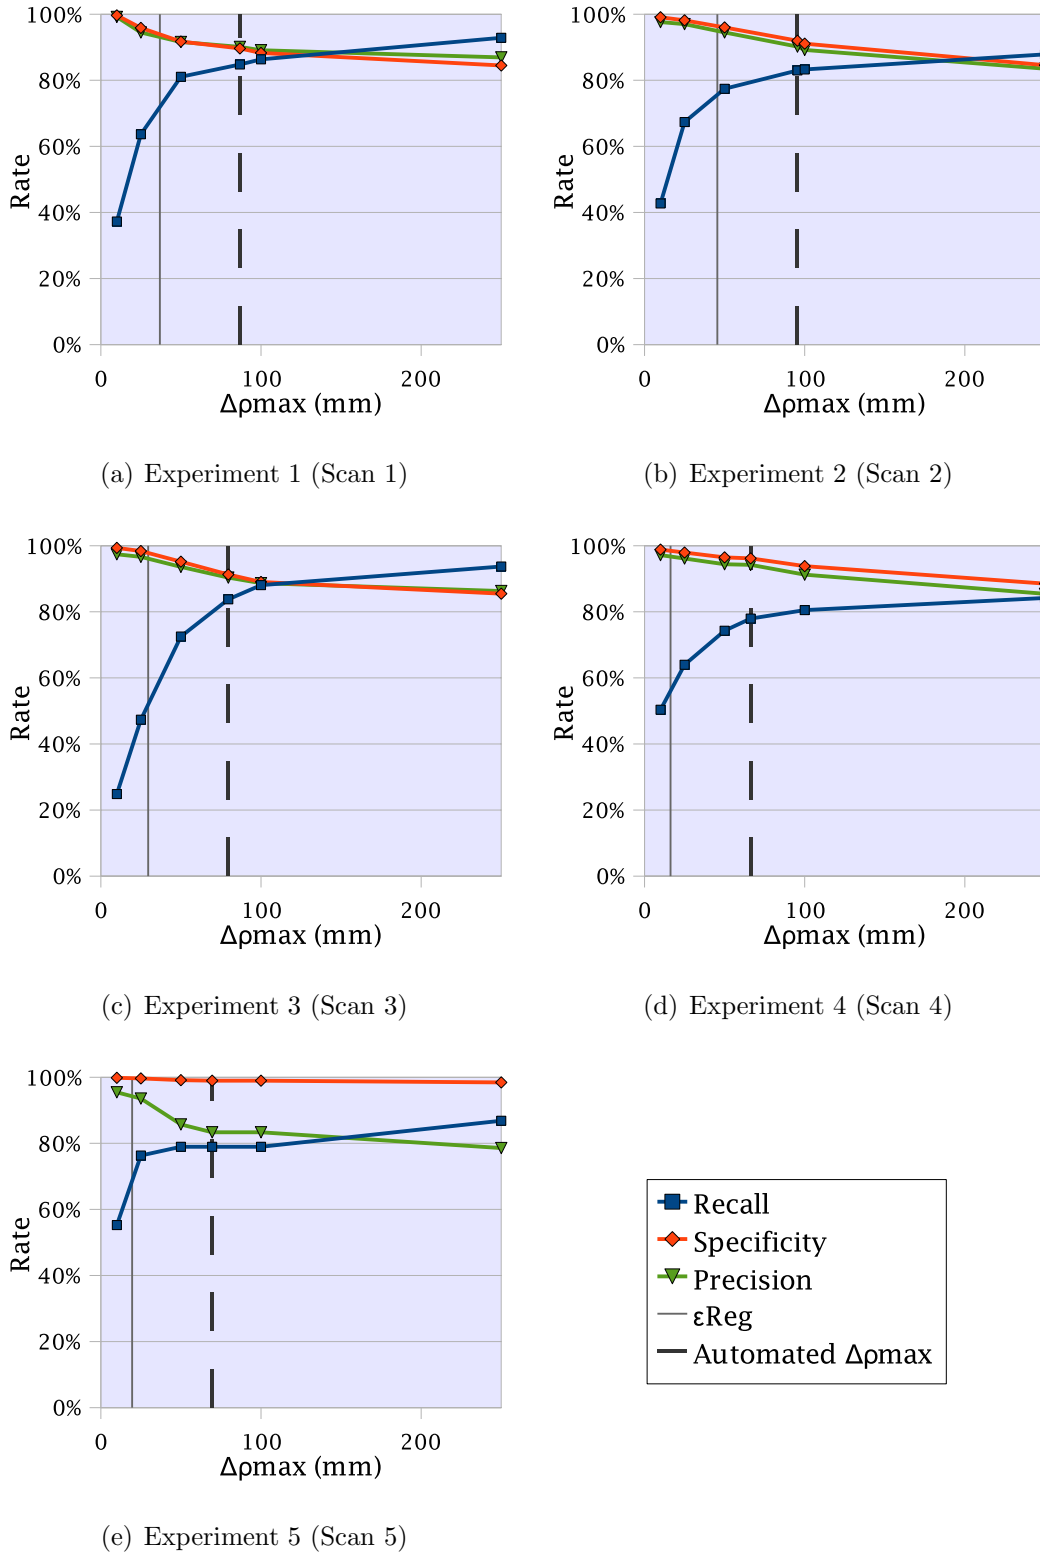 100%
80%
60%
40%
20%
0%
Rate
0 100 200
Δρmax (mm)
(a) Experiment 1 (Scan 1)
100%
80%
60%
40%
20%
0%
Rate
0 100 200
Δρmax (mm)
(b) Experiment 2 (Scan 2)
100%
80%
60%
40%
20%
0%
Rate
0 100 200
Δρmax (mm)
(c) Experiment 3 (Scan 3)
100%
80%
60%
40%
20%
0%
Rate
0 100 200
Δρmax (mm)
(d) Experiment 4 (Scan 4)
100%
80%
60%
40%
20%
0%
Rate
0 100 200
Δρmax (mm)
(e) Experiment 5 (Scan 5)
Recall
Specificity
Precision
εReg
Automated Δρmax